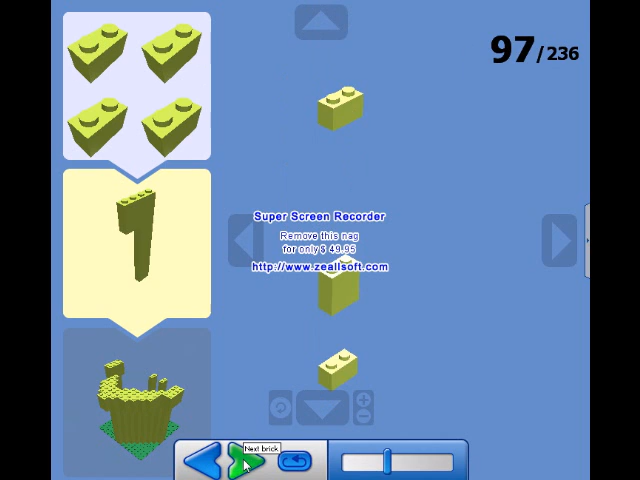 97/236
Super Screen Recorder
Remove this nag
for only $ 49.95
http://www.zeallsoft.com
Next brick